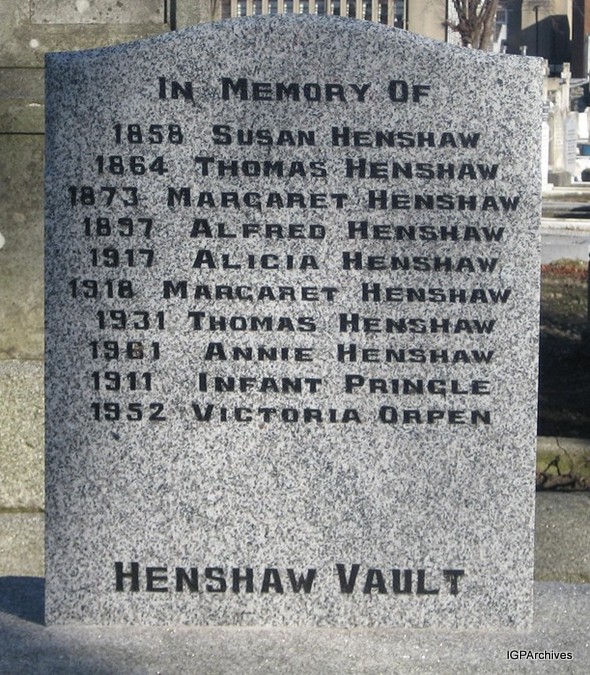 In Memory Of
1858 Susan Henshaw
1864 Thomas Henshaw
1873 Margaret Henshaw
1897 Alfred Henshaw
1917 Alicia Henshaw
1918 Margaret Henshaw
1931 Thomas Henshaw
1961 Annie Henshaw
1911 Infant Pringle
1952 Victoria Orpen
Henshaw Vault
IGPArchives